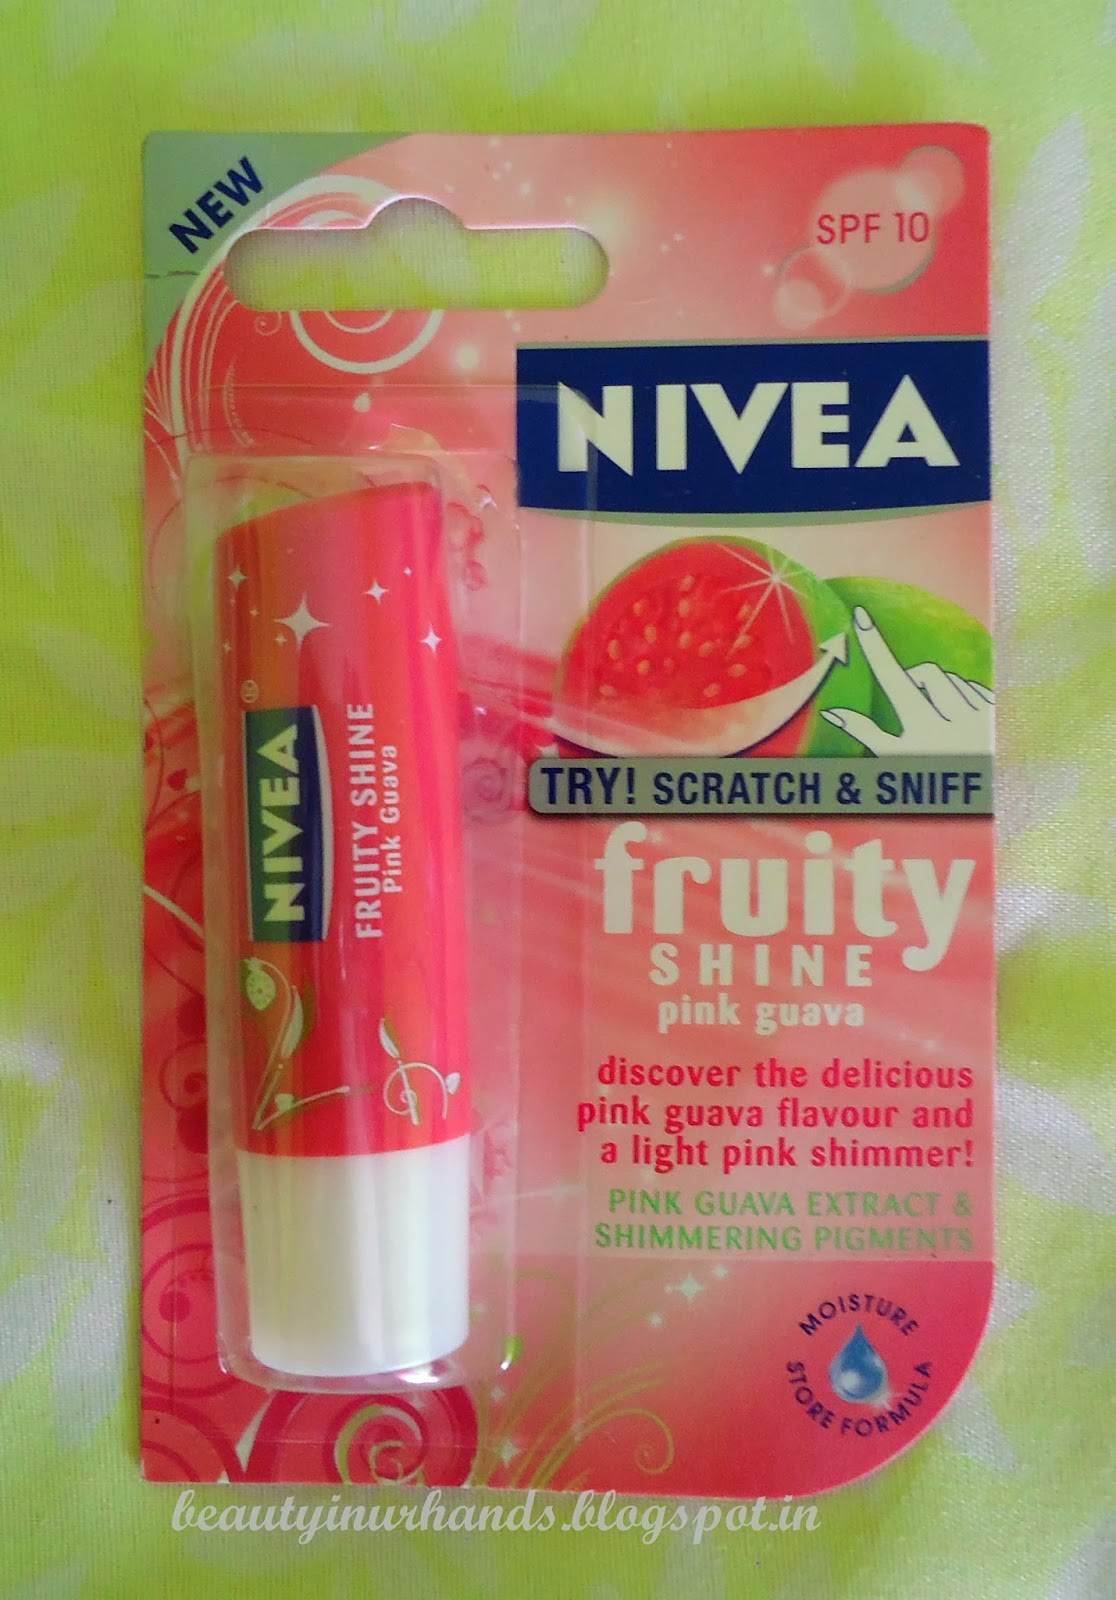 NEW
SPF 10
NIVEA
TRY! SCRATCH & SNIFF
fruity
SHINE
pink guava
discover the delicious
pink guava flavour and
a light pink shimmer!
PINK GUAVA EXTRACT &
SHIMMERING PIGMENTS
MOISTURE
STORE FORMULA
NIVEA®
FRUITY SHINE
Pink Guava
beautyinurhands.blogspot.in